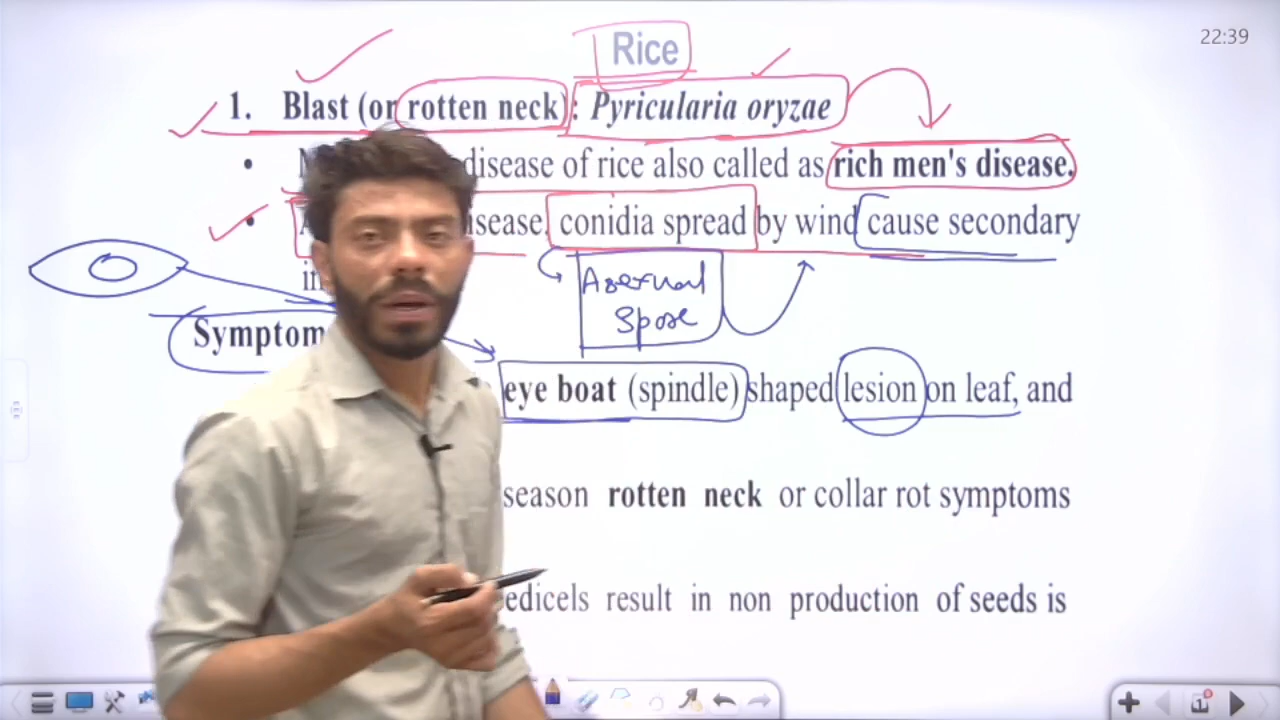 Rice
22:39
1. Blast (or rotten neck): Pyricularia oryzae
• disease of rice also called as rich men's disease.
• isease, conidia spread by wind cause secondary
in
Asexual
Spose
Symptom
eye boat (spindle) shaped lesion on leaf, and
season rotten neck or collar rot symptoms
edicels result in non production of seeds is